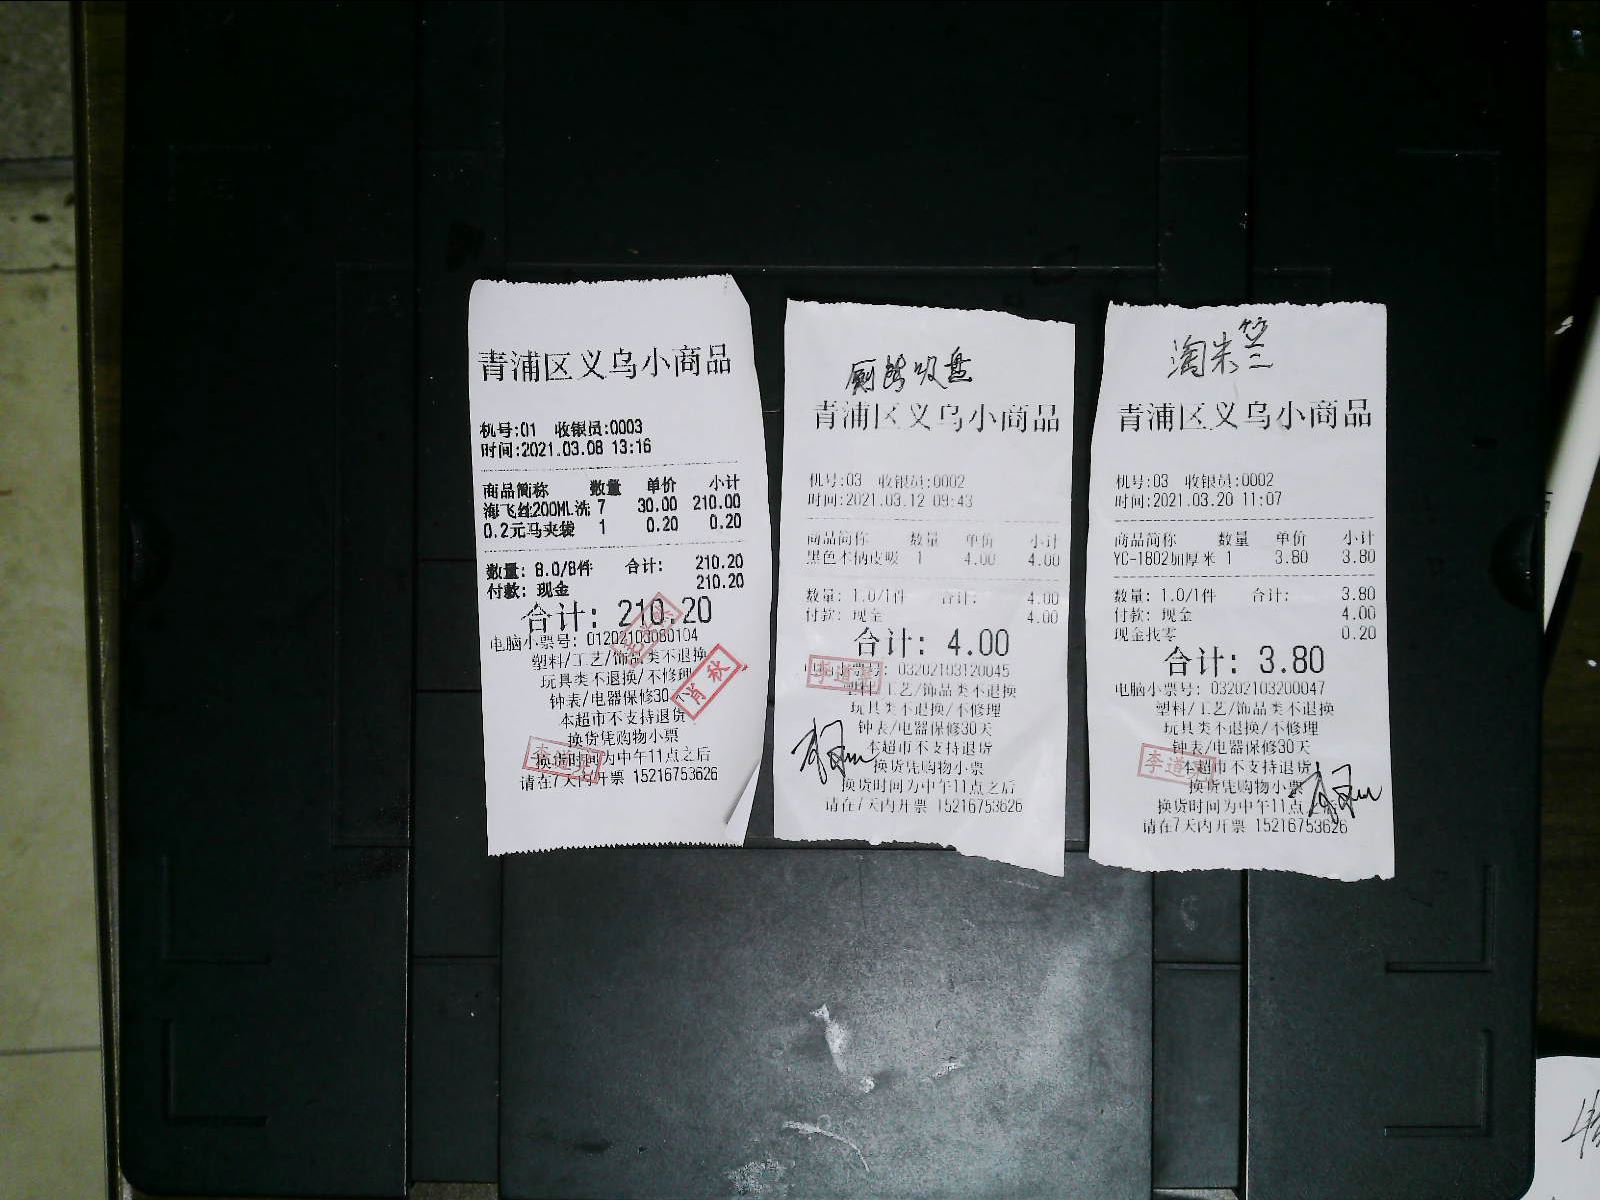 青浦区义乌小商品
机号:01 收银员:0003
时间:2021.03.08 13:16
商品简称 数量 单价 小计
海飞丝200ML洗 7 30.00 210.00
0.2元马夹袋 1 0.20 0.20
数量: 8.0/8件 合计: 210.20
付款: 现金 210.20
合计: 210.20
电脑小票号: 01202103080104
塑料/工艺/饰品类不退换
玩具类不退换/不修理
钟表/电器保修30天
本超市不支持退货
换货凭购物小票
换货时间为中午11点之后
请在7天内开票 15216753626
肖秋
厕所吸盘
青浦区义乌小商品
机号:03 收银员:0002
时间:2021.03.12 09:43
商品简称 数量 单价 小计
黑色木柄皮吸 1 4.00 4.00
数量: 1.0/1件 合计: 4.00
付款: 现金 4.00
合计: 4.00
03202103120045
工艺/饰品类不退换
玩具类不退换/不修理
钟表/电器保修30天
本超市不支持退货
换货凭购物小票
换货时间为中午11点之后
请在7天内开票 15216753626
淘米竺
青浦区义乌小商品
机号:03 收银员:0002
时间:2021.03.20 11:07
商品简称 数量 单价 小计
YC-1802加厚米 1 3.80 3.80
数量: 1.0/1件 合计: 3.80
付款: 现金 4.00
现金找零 0.20
合计: 3.80
电脑小票号: 03202103200047
塑料/工艺/饰品类不退换
玩具类不退换/不修理
钟表/电器保修30天
本超市不支持退货
换货凭购物小票
换货时间为中午11点
请在7天内开票 15216753626